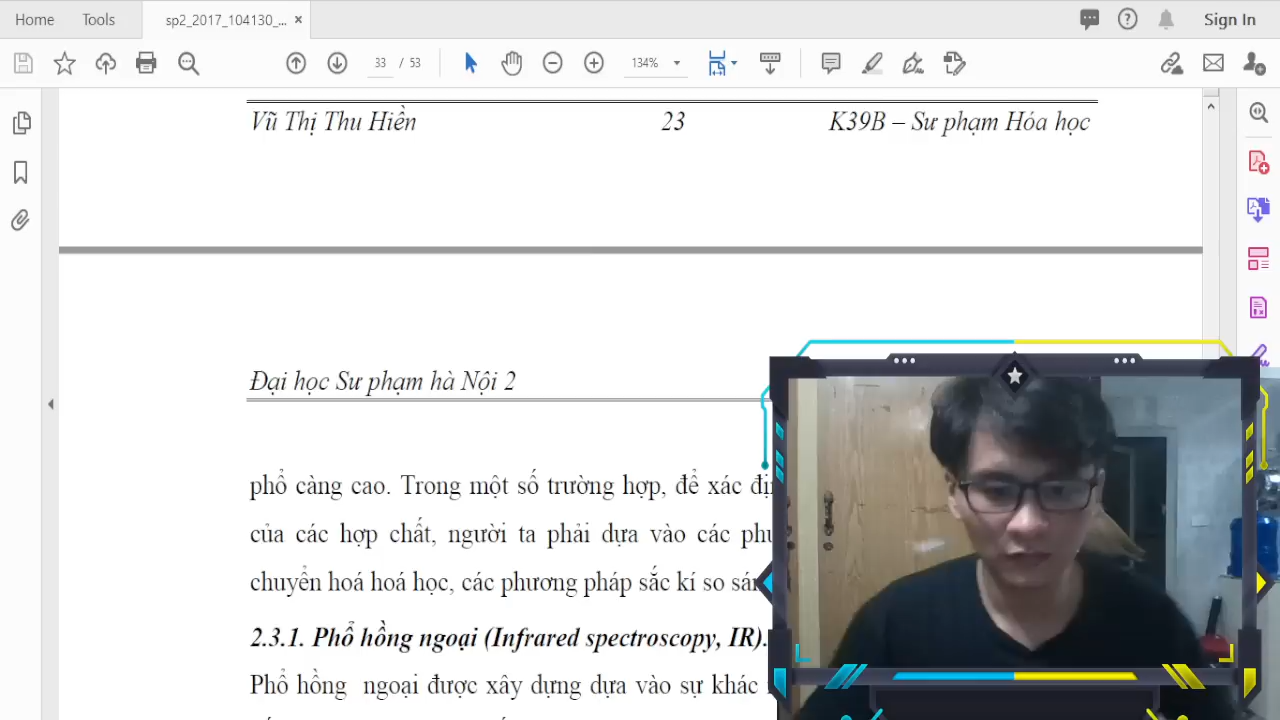 Home Tools sp2_2017_104130_... × Sign In
33 / 53 134%
Vũ Thị Thu Hiền 23 K39B – Sư phạm Hóa học
Đại học Sư phạm hà Nội 2
phổ càng cao. Trong một số trường hợp, để xác
của các hợp chất, người ta phải dựa vào các
chuyển hoá hoá học, các phương pháp sắc kí so
2.3.1. Phổ hồng ngoại (Infrared spectroscopy, IR).
Phổ hồng ngoại được xây dựng dựa vào sự khác